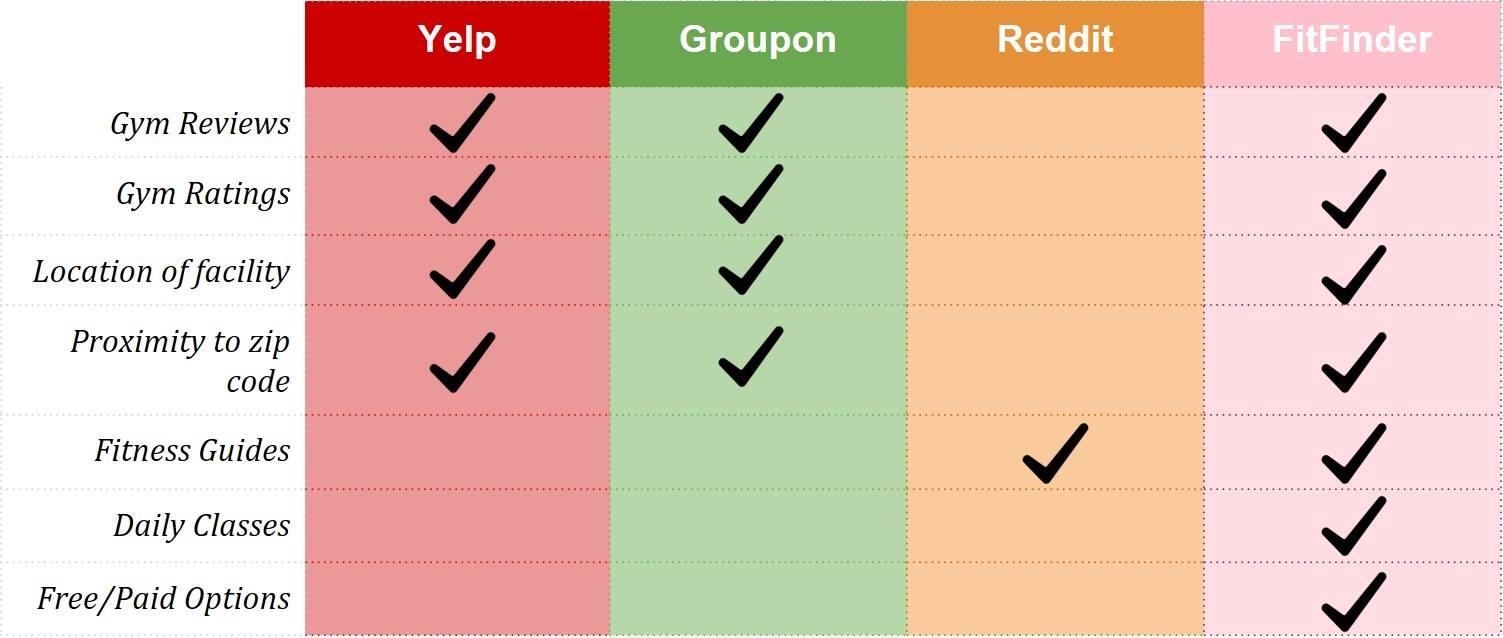 Yelp Groupon Reddit FitFinder
Gym Reviews
Gym Ratings
Location of facility
Proximity to zip
code
Fitness Guides
Daily Classes
Free/Paid Options